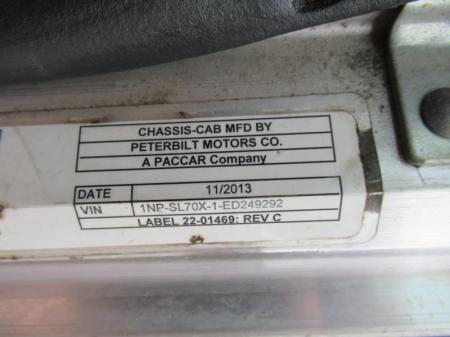 CHASSIS-CAB MFD BY
PETERBILT MOTORS CO.
A PACCAR Company
DATE 11/2013
VIN 1NP-SL70X-1-ED249292
LABEL 22-01469: REV C